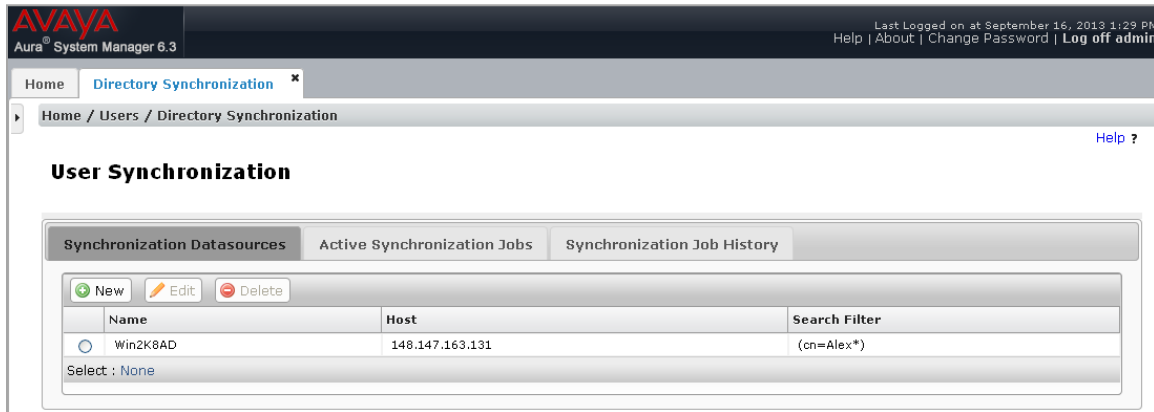 AVAYA
Last Logged on at September 16, 2013 1:29 PM
Aura® System Manager 6.3
Help | About | Change Password | Log off admin
Home
Directory Synchronization
Home / Users / Directory Synchronization
Help ?
User Synchronization
Synchronization Datasources Active Synchronization Jobs Synchronization Job History
New Edit Delete
Name Host Search Filter
Win2K8AD 148.147.163.131 (cn=Alex*)
Select : None